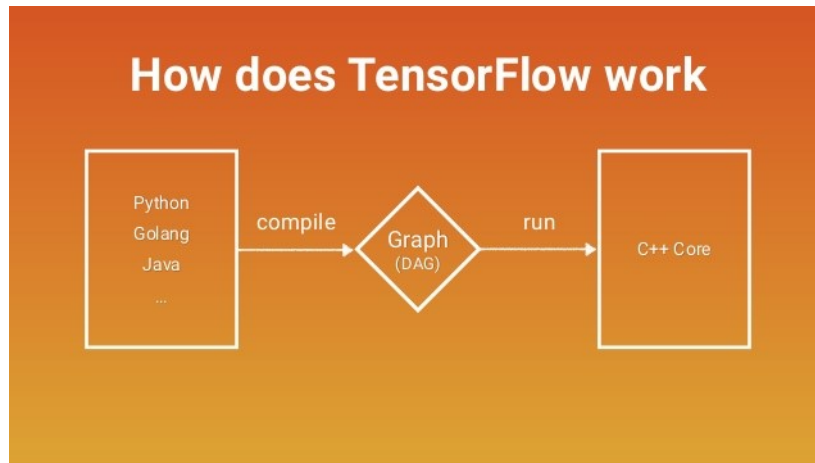 How does TensorFlow work
Python
Golang
Java
...
compile
Graph
(DAG)
run
C++ Core